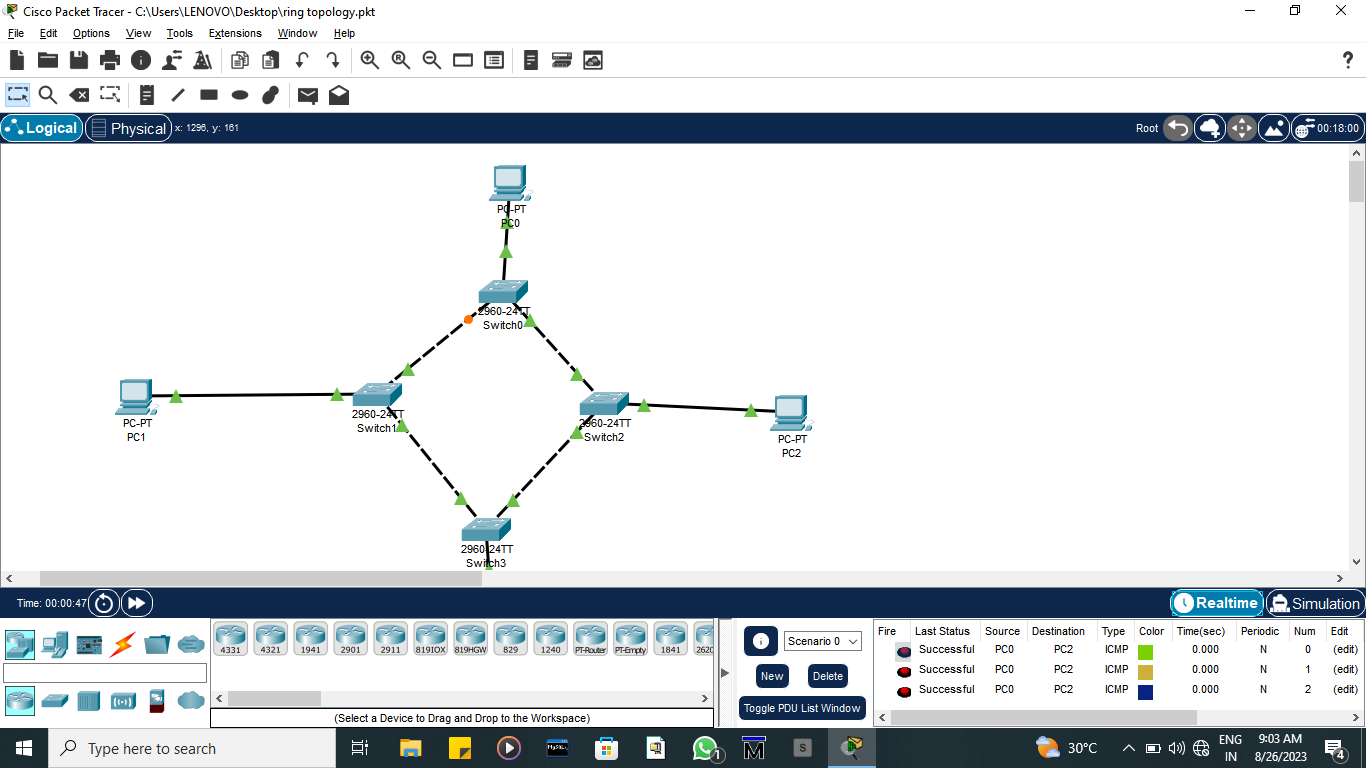 Cisco Packet Tracer - C:\Users\LENOVO\Desktop\ring topology.pkt
File Edit Options View Tools Extensions Window Help
?
Logical Physical x: 1296, y: 161 Root 00:18:00
PC-PT
PC0
2960-24TT
Switch0
PC-PT
PC1
2960-24TT
Switch1
2960-24TT
Switch2
PC-PT
PC2
2960-24TT
Switch3
Time: 00:00:47 Realtime Simulation
4331 4321 1941 2901 2911 819IOX 819HGW 829 1240 PT-Router PT-Empty 1841 2620
(Select a Device to Drag and Drop to the Workspace)
Scenario 0
New Delete
Toggle PDU List Window
Fire Last Status Source Destination Type Color Time(sec) Periodic Num Edit
Successful PC0 PC2 ICMP 0.000 N 0 (edit)
Successful PC0 PC2 ICMP 0.000 N 1 (edit)
Successful PC0 PC2 ICMP 0.000 N 2 (edit)
Type here to search
MySQL
1
M
S
30°C
ENG
IN
9:03 AM
8/26/2023
4